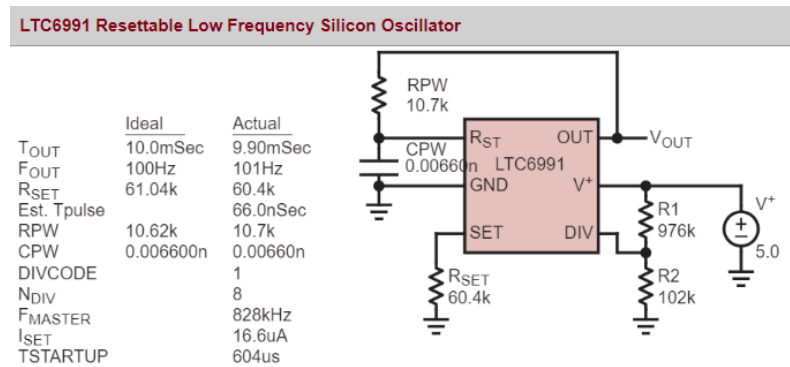 LTC6991 Resettable Low Frequency Silicon Oscillator
Ideal Actual
TOUT 10.0mSec 9.90mSec
FOUT 100Hz 101Hz
RSET 61.04k 60.4k
Est. Tpulse 66.0nSec
RPW 10.62k 10.7k
CPW 0.006600n 0.00660n
DIVCODE 1
NDIV 8
FMASTER 828kHz
ISET 16.6uA
TSTARTUP 604us
RPW
10.7k
CPW
0.00660n
RST OUT
LTC6991
GND V+
SET DIV
VOUT
RSET
60.4k
R1
976k
R2
102k
V+
+
5.0